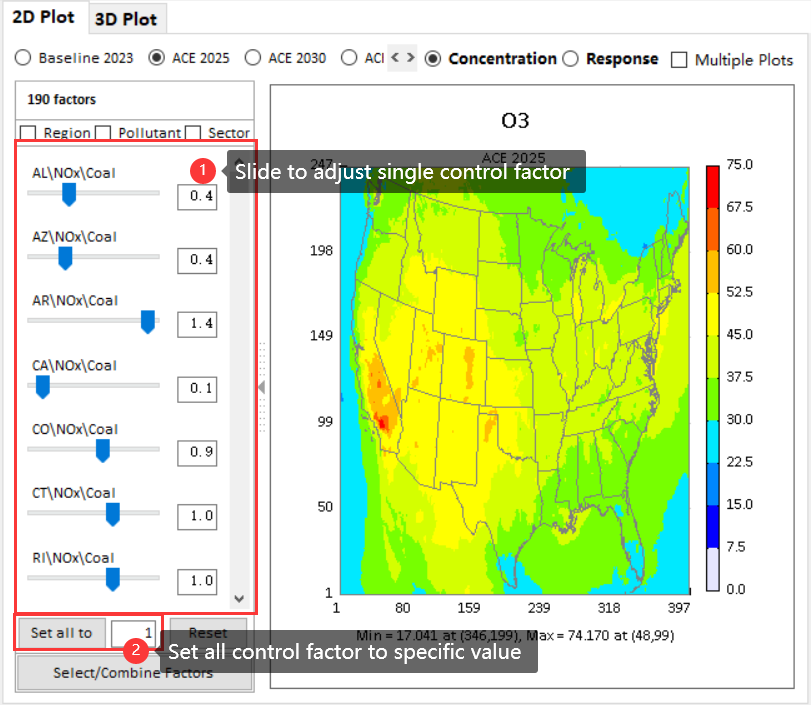 2D Plot 3D Plot
Baseline 2023 ACE 2025 ACE 2030 ACI < > Concentration Response Multiple Plots
190 factors
Region Pollutant Sector
AL\NOx\Coal
0.4
AZ\NOx\Coal
0.4
AR\NOx\Coal
1.4
CA\NOx\Coal
0.1
CO\NOx\Coal
0.9
CT\NOx\Coal
1.0
RI\NOx\Coal
1.0
Set all to 1 Reset
Select/Combine Factors
1 Slide to adjust single control factor
2 Set all control factor to specific value
O3
ACE 2025
247
198
149
99
50
1
1 80 159 239 318 397
75.0
67.5
60.0
52.5
45.0
37.5
30.0
22.5
15.0
7.5
0.0
Min = 17.041 at (346,199), Max = 74.170 at (48,99)